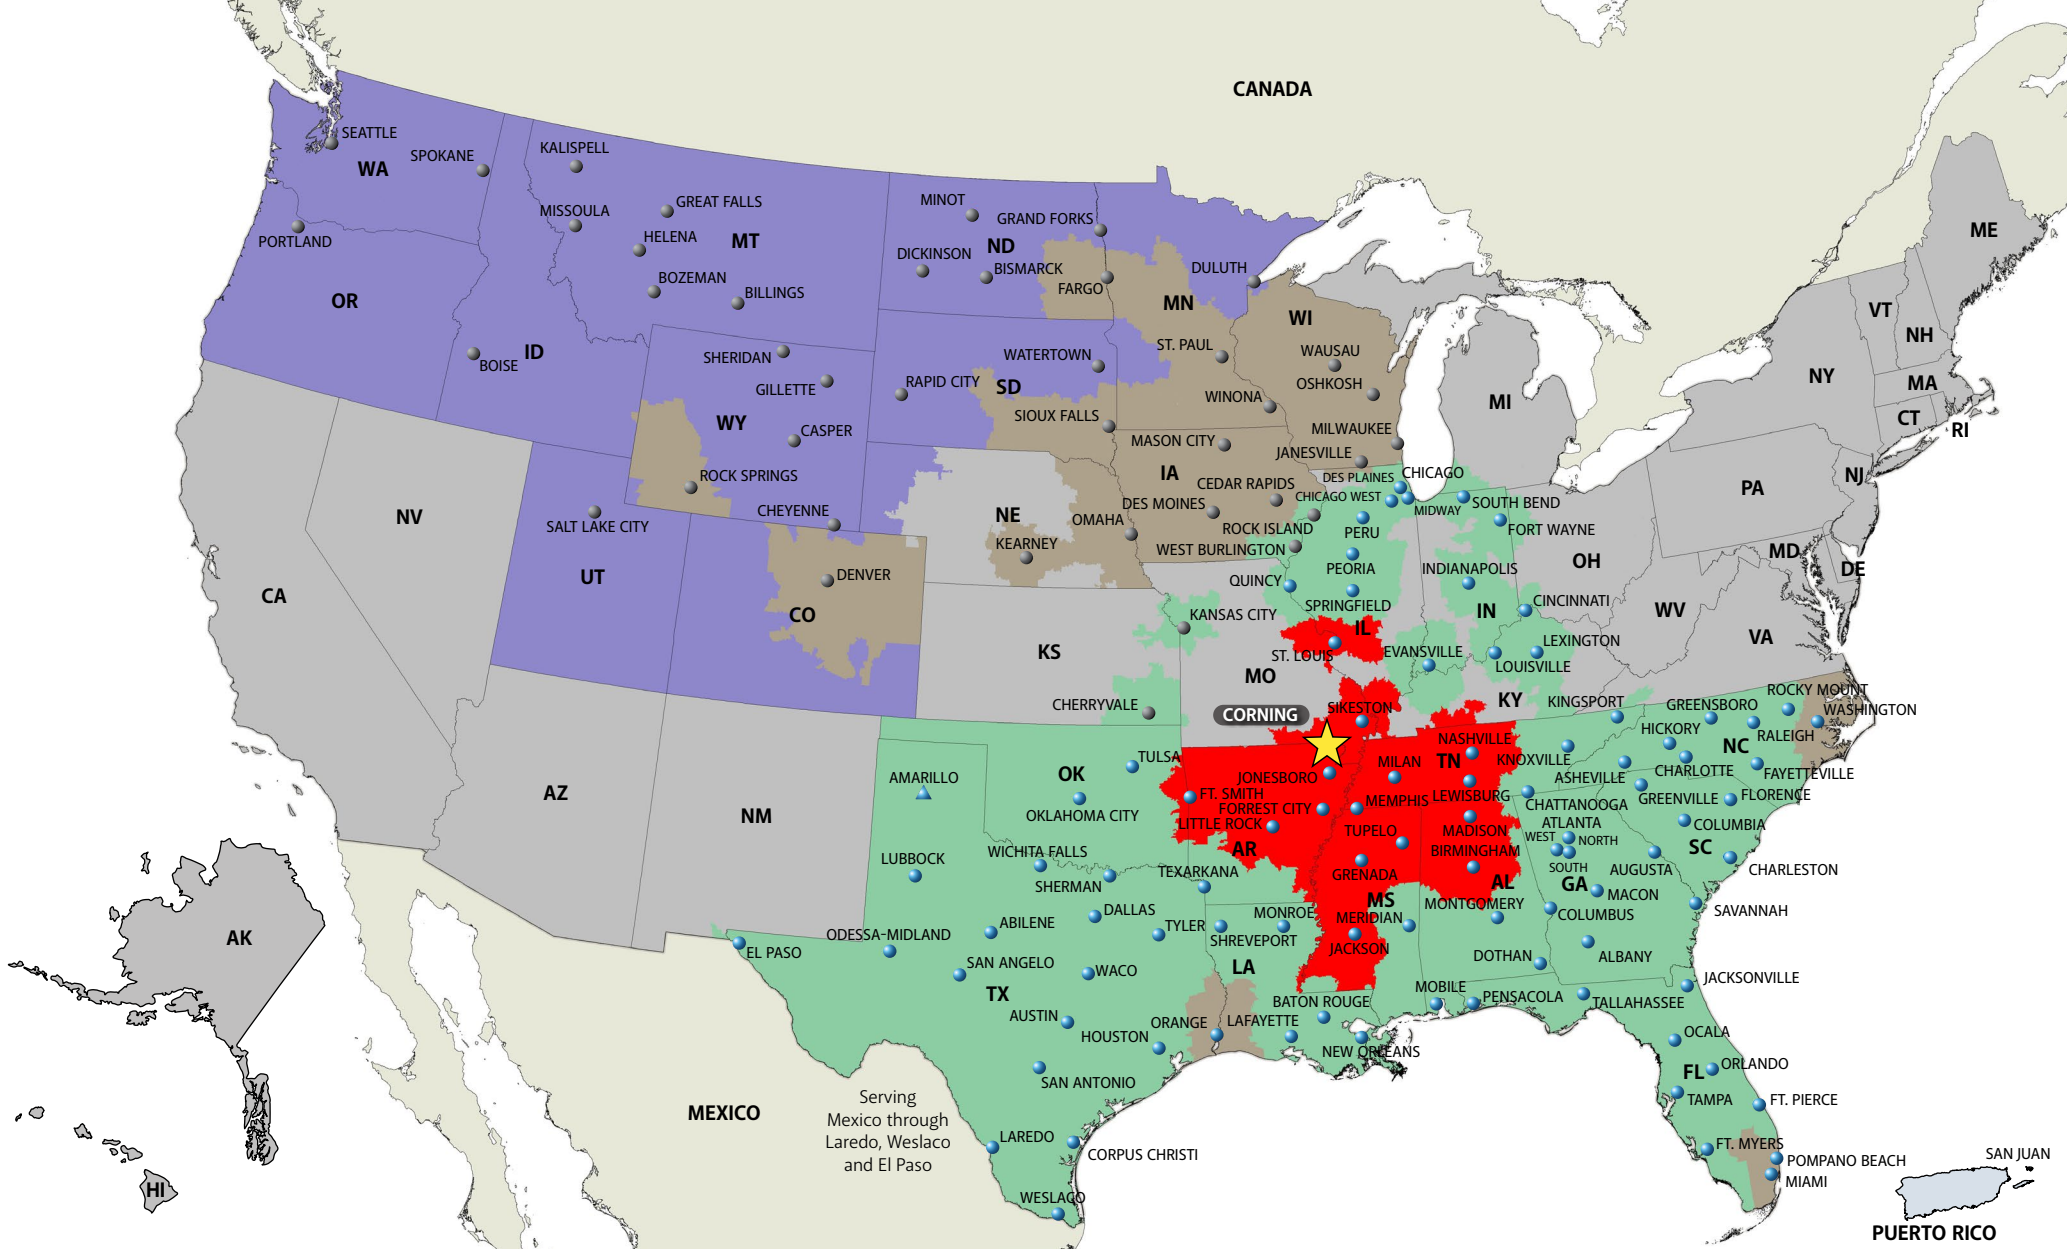 CANADA
SEATTLE
SPOKANE
WA
KALISPELL
GREAT FALLS
MISSOULA
HELENA
MT
BOZEMAN
BILLINGS
PORTLAND
OR
ID
BOISE
MINOT
GRAND FORKS
DICKINSON
ND
BISMARCK
FARGO
DULUTH
MN
ST. PAUL
WINONA
WI
WAUSAU
OSHKOSH
MILWAUKEE
JANESVILLE
WATERTOWN
RAPID CITY
SD
SIOUX FALLS
SHERIDAN
GILLETTE
WY
CASPER
ROCK SPRINGS
CHEYENNE
MASON CITY
IA
CEDAR RAPIDS
DES MOINES
ROCK ISLAND
WEST BURLINGTON
NE
OMAHA
KEARNEY
SALT LAKE CITY
UT
NV
CA
DENVER
CO
KS
CHERRYVALE
KANSAS CITY
MO
DES PLAINES
CHICAGO
CHICAGO WEST
MIDWAY
SOUTH BEND
FORT WAYNE
PERU
PEORIA
QUINCY
SPRINGFIELD
IL
ST. LOUIS
INDIANAPOLIS
IN
CINCINNATI
EVANSVILLE
LEXINGTON
LOUISVILLE
KY
MI
OH
WV
VA
PA
NY
VT
NH
ME
MA
CT
RI
NJ
MD
DE
CORNING
SIKESTON
NASHVILLE
MILAN
TN
LEWISBURG
JONESBORO
FT. SMITH
FORREST CITY
MEMPHIS
LITTLE ROCK
AR
TUPELO
MADISON
BIRMINGHAM
GRENADA
MS
AL
MERIDIAN
JACKSON
MONTGOMERY
DOTHAN
MOBILE
PENSACOLA
KINGSPORT
KNOXVILLE
CHATTANOOGA
ASHEVILLE
GREENSBORO
ROCKY MOUNT
WASHINGTON
HICKORY
RALEIGH
NC
CHARLOTTE
FAYETTEVILLE
GREENVILLE
FLORENCE
COLUMBIA
SC
CHARLESTON
ATLANTA
WEST
NORTH
SOUTH
AUGUSTA
GA
MACON
COLUMBUS
SAVANNAH
ALBANY
JACKSONVILLE
TALLAHASSEE
OCALA
ORLANDO
FL
TAMPA
FT. PIERCE
FT. MYERS
POMPANO BEACH
MIAMI
TULSA
OK
OKLAHOMA CITY
AMARILLO
LUBBOCK
WICHITA FALLS
SHERMAN
TEXARKANA
DALLAS
ABILENE
TYLER
MONROE
SHREVEPORT
LA
ODESSA-MIDLAND
EL PASO
SAN ANGELO
WACO
TX
AUSTIN
HOUSTON
ORANGE
LAFAYETTE
BATON ROUGE
NEW ORLEANS
SAN ANTONIO
LAREDO
CORPUS CHRISTI
WESLACO
AZ
NM
AK
HI
MEXICO
Serving
Mexico through
Laredo, Weslaco
and El Paso
SAN JUAN
PUERTO RICO